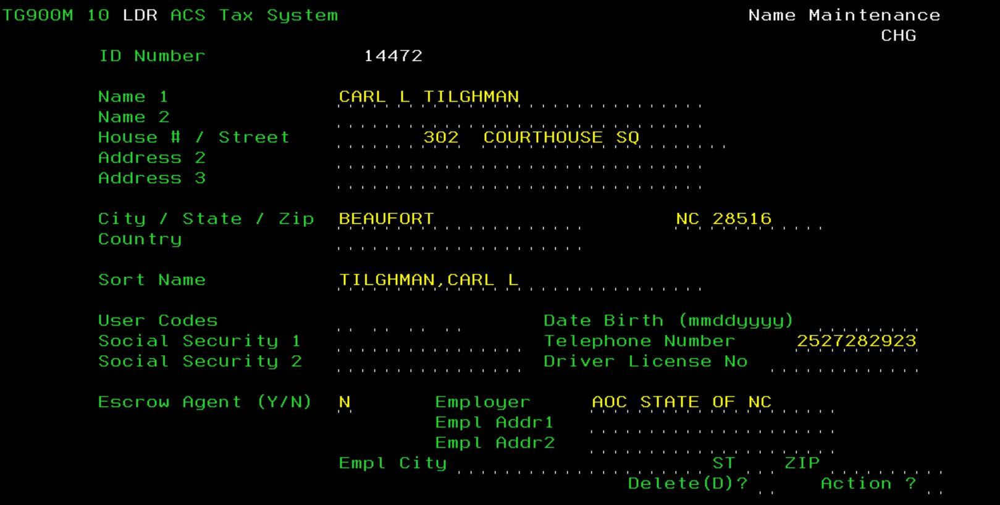 TG900M 10 LDR ACS Tax System Name Maintenance
CHG
ID Number 14472
Name 1 CARL L TILGHMAN
Name 2
House # / Street 302 COURTHOUSE SQ
Address 2
Address 3
City / State / Zip BEAUFORT NC 28516
Country
Sort Name TILGHMAN,CARL L
User Codes Date Birth (mmddyyyy)
Social Security 1 Telephone Number 2527282923
Social Security 2 Driver License No
Escrow Agent (Y/N) N Employer AOC STATE OF NC
Empl Addr1
Empl Addr2
Empl City ST ZIP
Delete(D)? Action ?